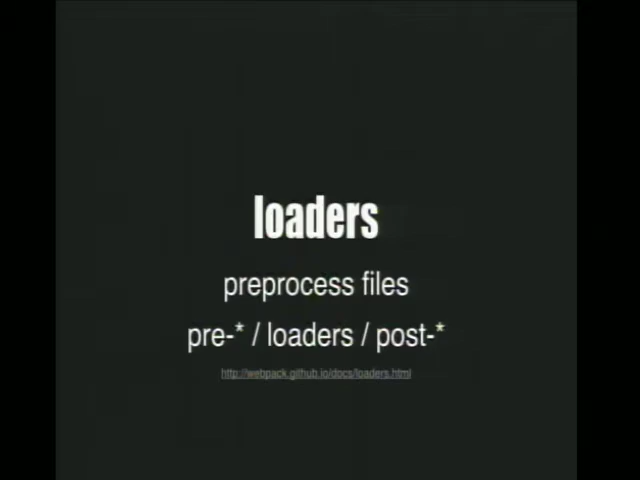 loaders
preprocess files
pre-* / loaders / post-*
http://webpack.github.io/docs/loaders.html